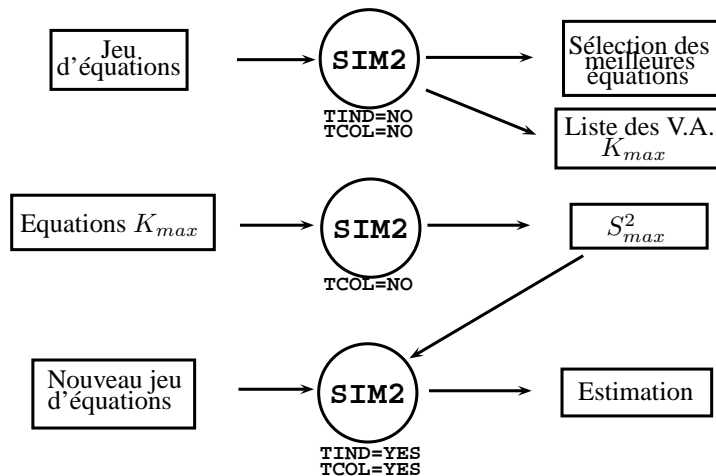 Jeu
d'équations
SIM2
TIND=NO
TCOL=NO
Sélection des
meilleures
équations
Liste des V.A.
K_max
Equations K_max
SIM2
TCOL=NO
S²_max
Nouveau jeu
d'équations
SIM2
TIND=YES
TCOL=YES
Estimation